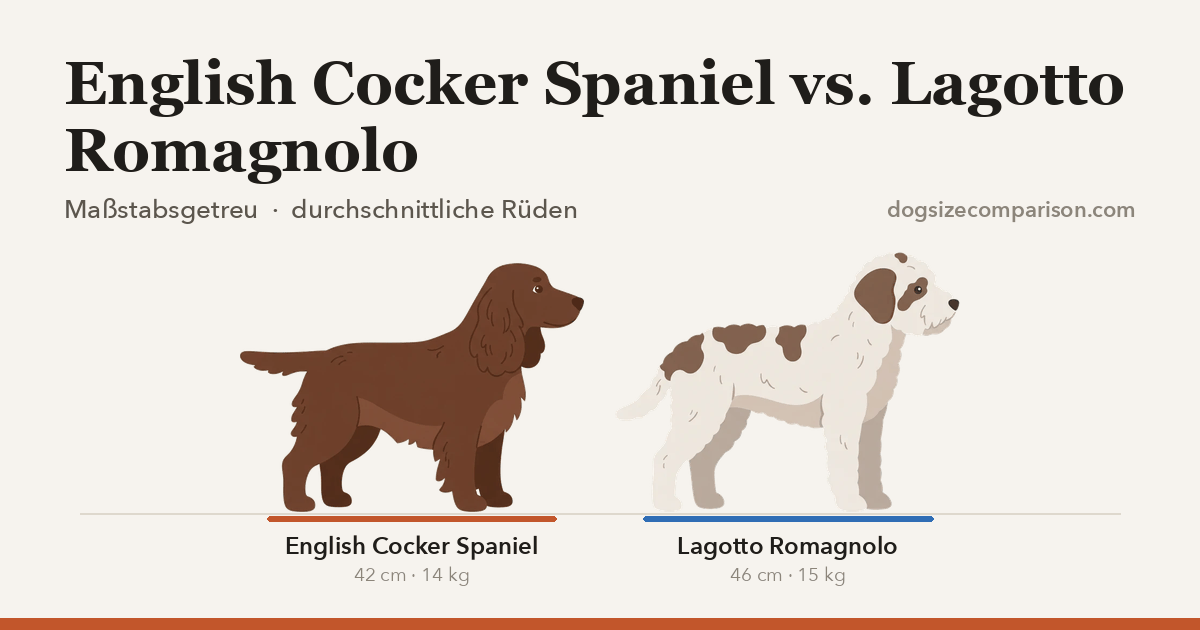 English Cocker Spaniel vs. Lagotto
Romagnolo
Maßstabsgetreu · durchschnittliche Rüden
dogsizecomparison.com
English Cocker Spaniel
42 cm · 14 kg
Lagotto Romagnolo
46 cm · 15 kg